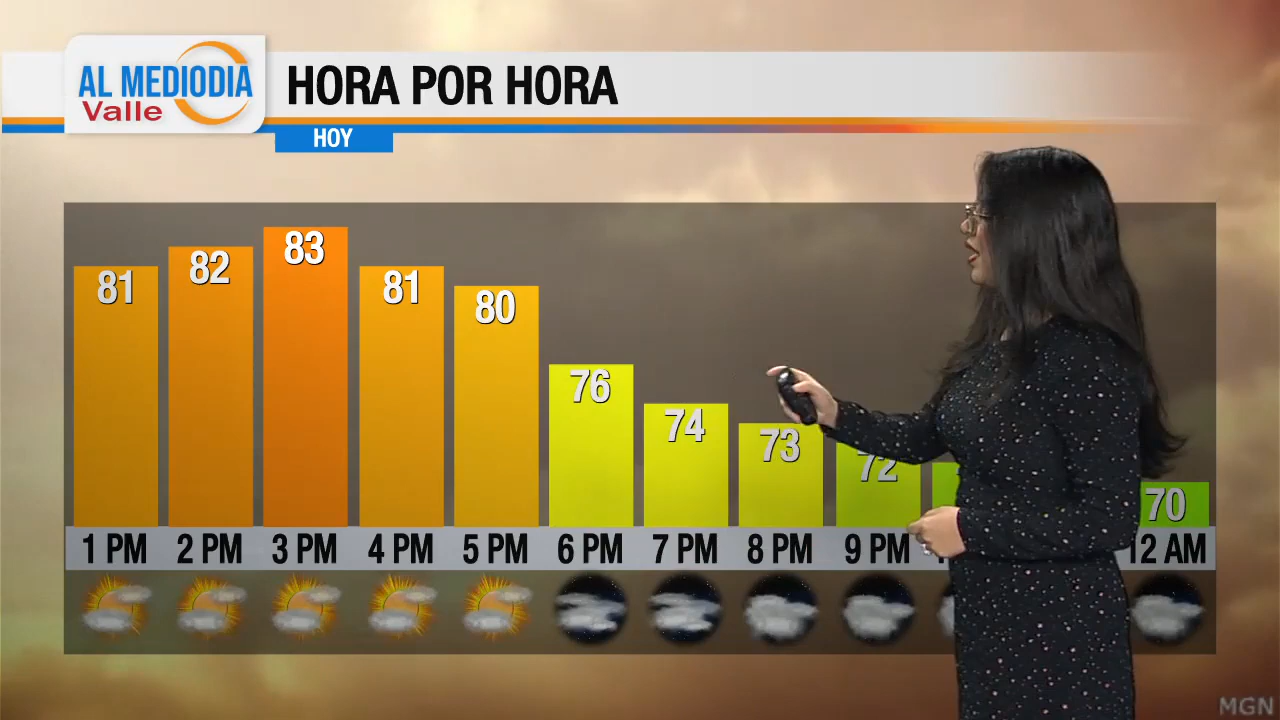 AL MEDIODIA
Valle
HORA POR HORA
HOY
81 82 83 81 80 76 74 73 72 70
1 PM 2 PM 3 PM 4 PM 5 PM 6 PM 7 PM 8 PM 9 PM 12 AM
MGN